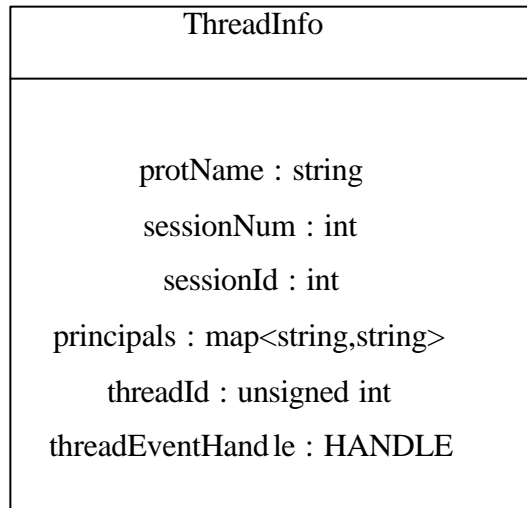 ThreadInfo
protName : string
sessionNum : int
sessionId : int
principals : map<string,string>
threadId : unsigned int
threadEventHandle : HANDLE